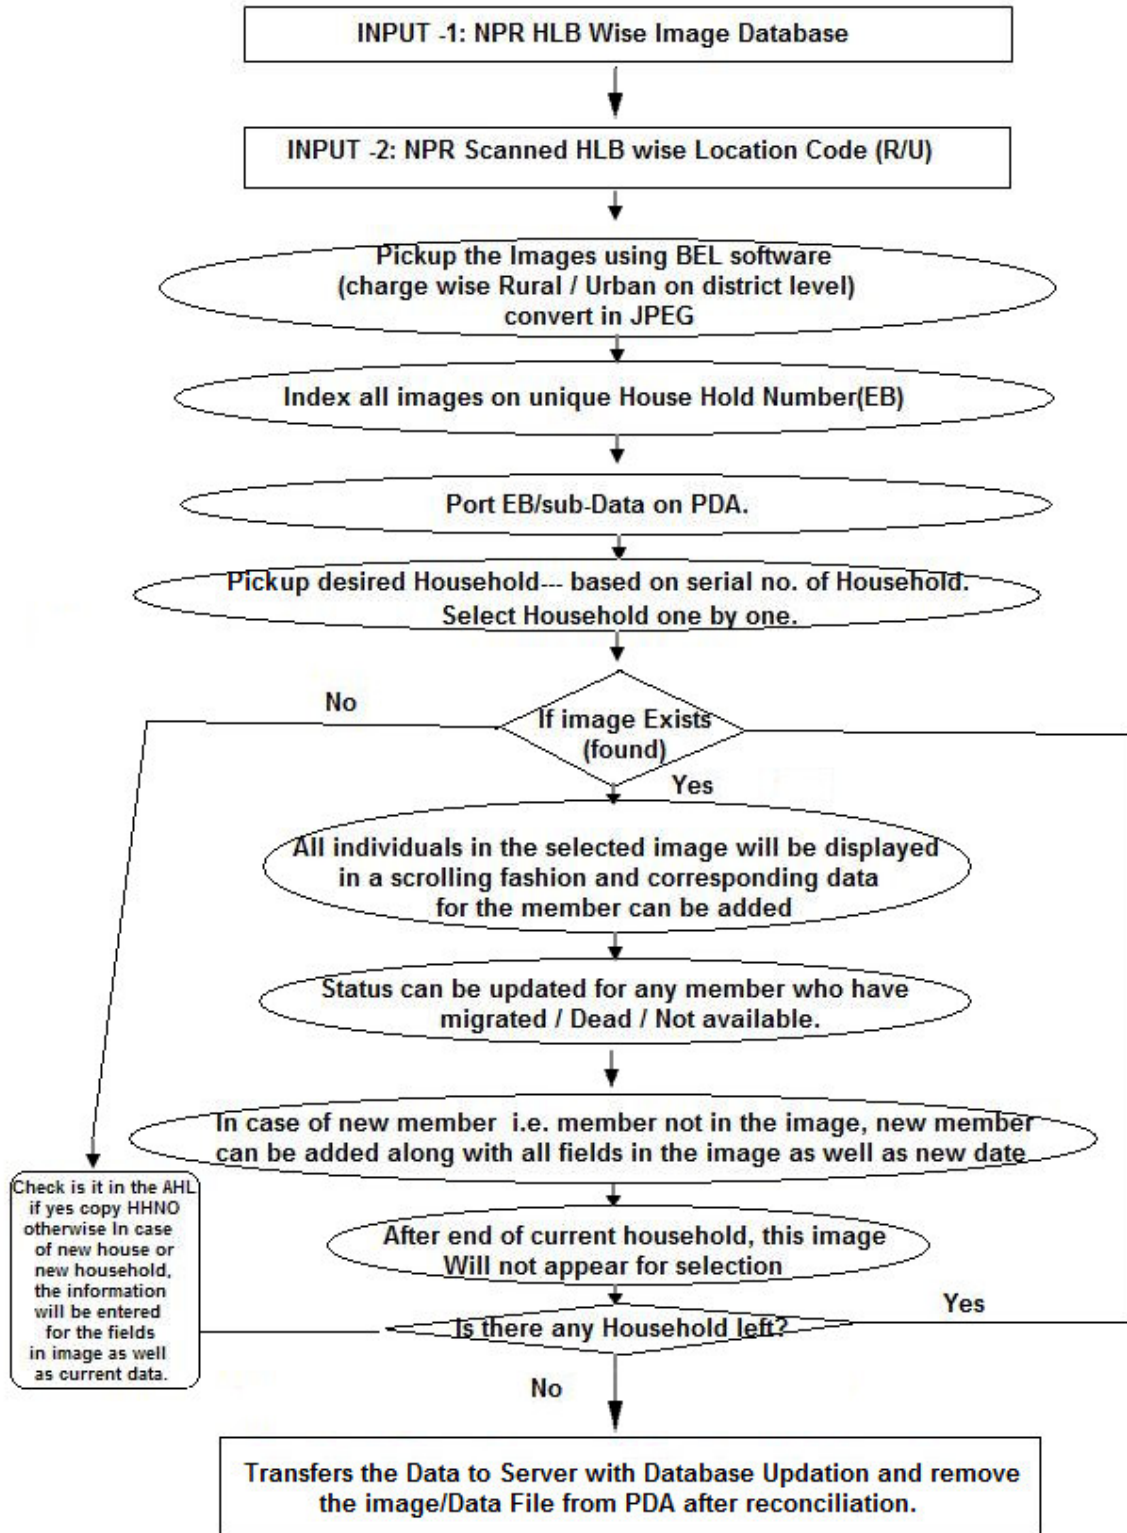 INPUT -1: NPR HLB Wise Image Database
INPUT -2: NPR Scanned HLB wise Location Code (R/U)
Pickup the Images using BEL software
(charge wise Rural / Urban on district level)
convert in JPEG
Index all images on unique House Hold Number(EB)
Port EB/sub-Data on PDA.
Pickup desired Household--- based on serial no. of Household.
Select Household one by one.
No
If image Exists
(found)
Yes
All individuals in the selected image will be displayed
in a scrolling fashion and corresponding data
for the member can be added
Status can be updated for any member who have
migrated / Dead / Not available.
In case of new member i.e. member not in the image, new member
can be added along with all fields in the image as well as new date
Check is it in the AHL
if yes copy HHNO
otherwise In case
of new house or
new household,
the information
will be entered
for the fields
in image as well
as current data.
After end of current household, this image
Will not appear for selection
Is there any Household left?
Yes
No
Transfers the Data to Server with Database Updation and remove
the image/Data File from PDA after reconciliation.